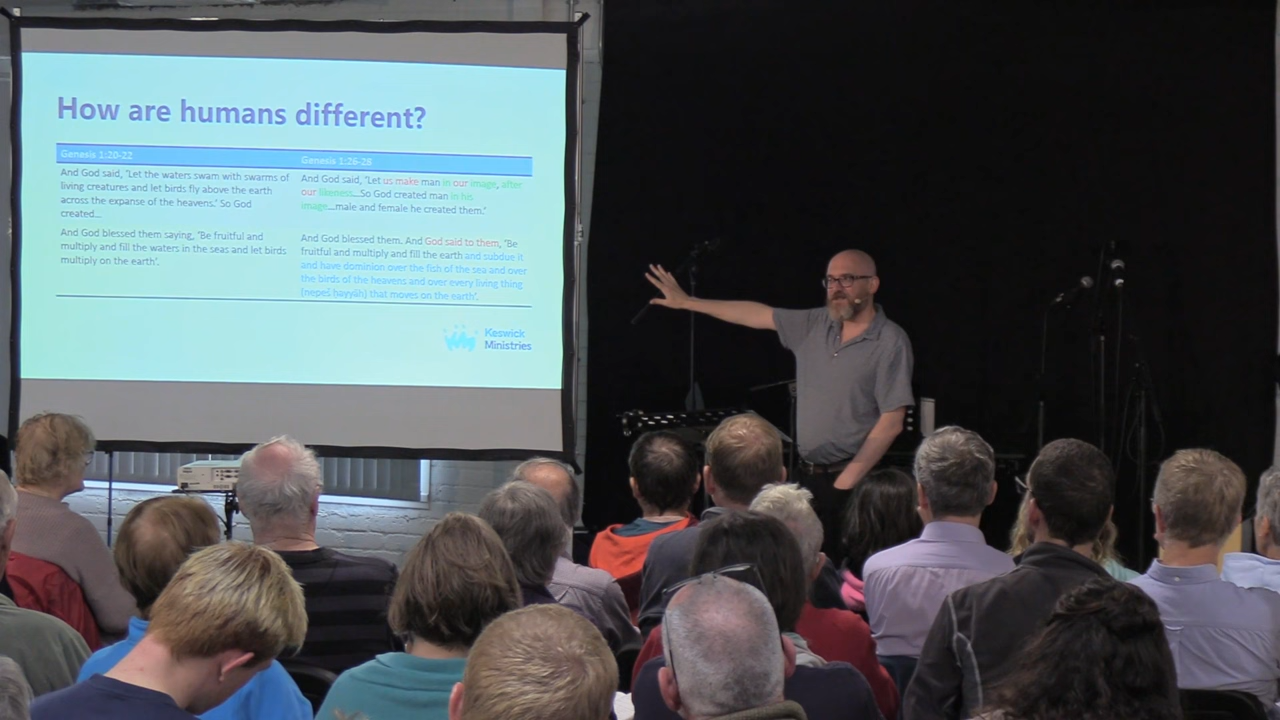 How are humans different?
Genesis 1:20-22
Genesis 1:26-28
And God said, ‘Let the waters swam with swarms of
living creatures and let birds fly above the earth
across the expanse of the heavens.’ So God
created...
And God said, ‘Let us make man in our image, after
our likeness...So God created man in his
image...male and female he created them.’
And God blessed them saying, ‘Be fruitful and
multiply and fill the waters in the seas and let birds
multiply on the earth’.
And God blessed them. And God said to them, ‘Be
fruitful and multiply and fill the earth and subdue it
and have dominion over the fish of the sea and over
the birds of the heavens and over every living thing
(nepeš ḥayyāh) that moves on the earth’.
Keswick
Ministries